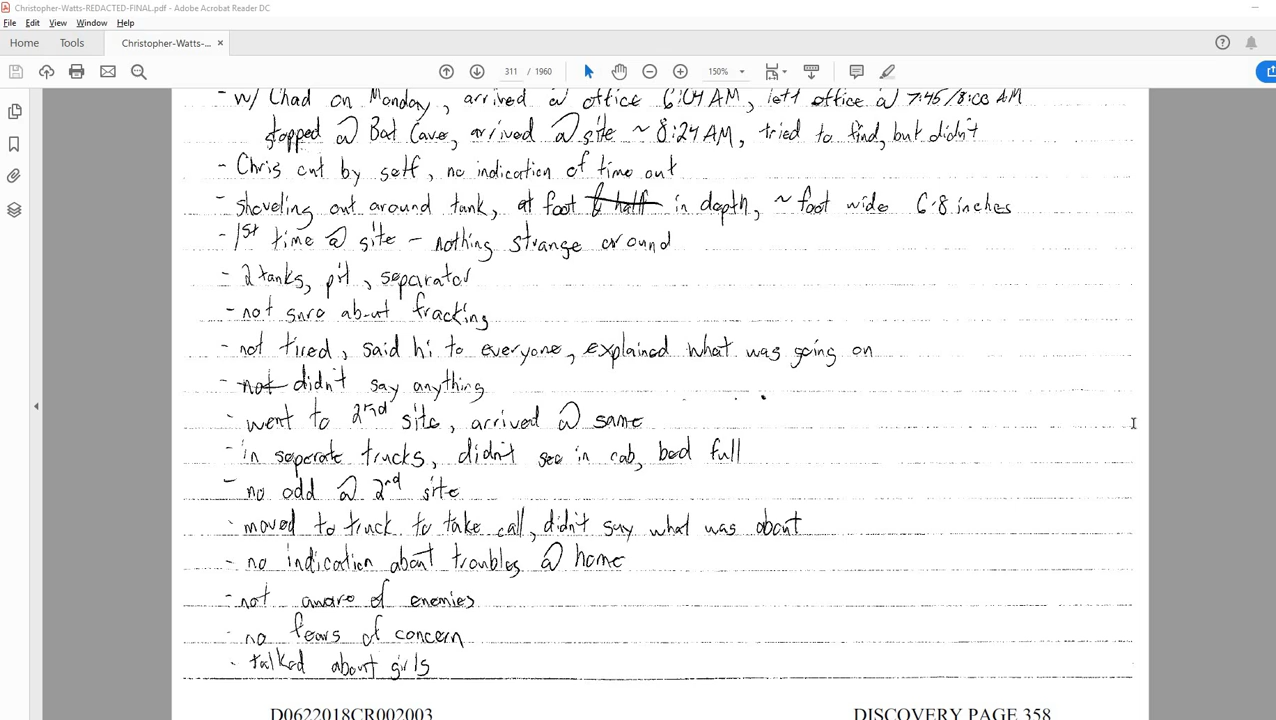 Christopher-Watts-REDACTED-FINAL.pdf - Adobe Acrobat Reader DC
File Edit View Window Help
Home Tools Christopher-Watts-... ×
311 / 1960 150%
- w/ Chad on Monday, arrived @ office 6:04 AM, left office @ 7:45/8:00 AM
stopped @ Bat Cave, arrived @ site ~ 8:24 AM, tried to find, but didn't
- Chris out by self, no indication of time out
- shoveling out around tank, at foot & half in depth, ~ foot wide 6-8 inches
- 1st time @ site - nothing strange around
- 2 tanks, pit, separator
- not sure about fracking
- not tired, said hi to everyone, explained what was going on
- not didn't say anything
- went to 2nd site, arrived @ same
- in separate trucks, didn't see in cab, bed full
- no odd @ 2nd site
- moved to truck to take call, didn't say what was about
- no indication about troubles @ home
- not aware of enemies
- no fears of concern
- talked about girls
D0622018CR002003 DISCOVERY PAGE 358